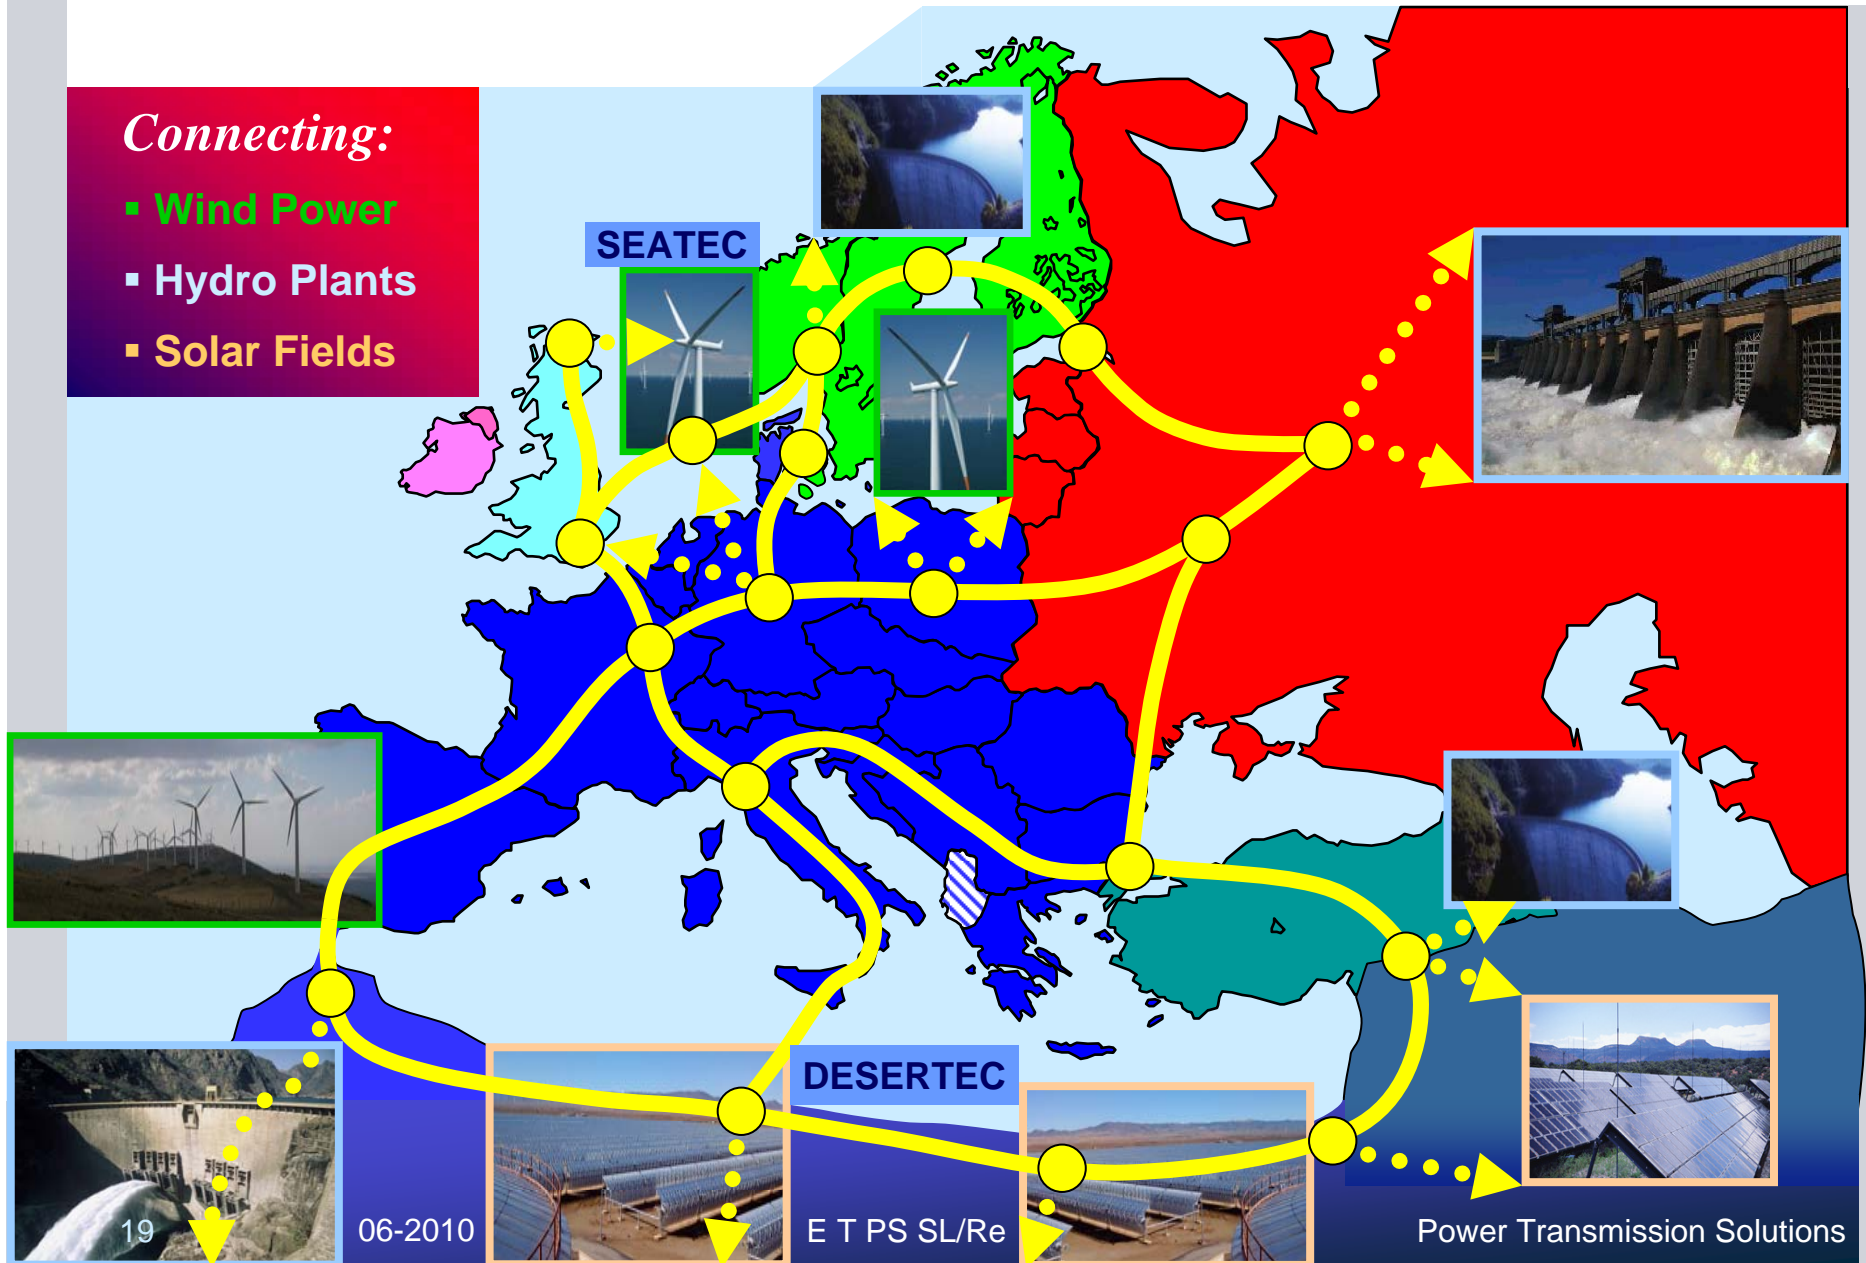 Connecting:
▪ Wind Power
▪ Hydro Plants
▪ Solar Fields
SEATEC
DESERTEC
19
06-2010
E T PS SL/Re
Power Transmission Solutions